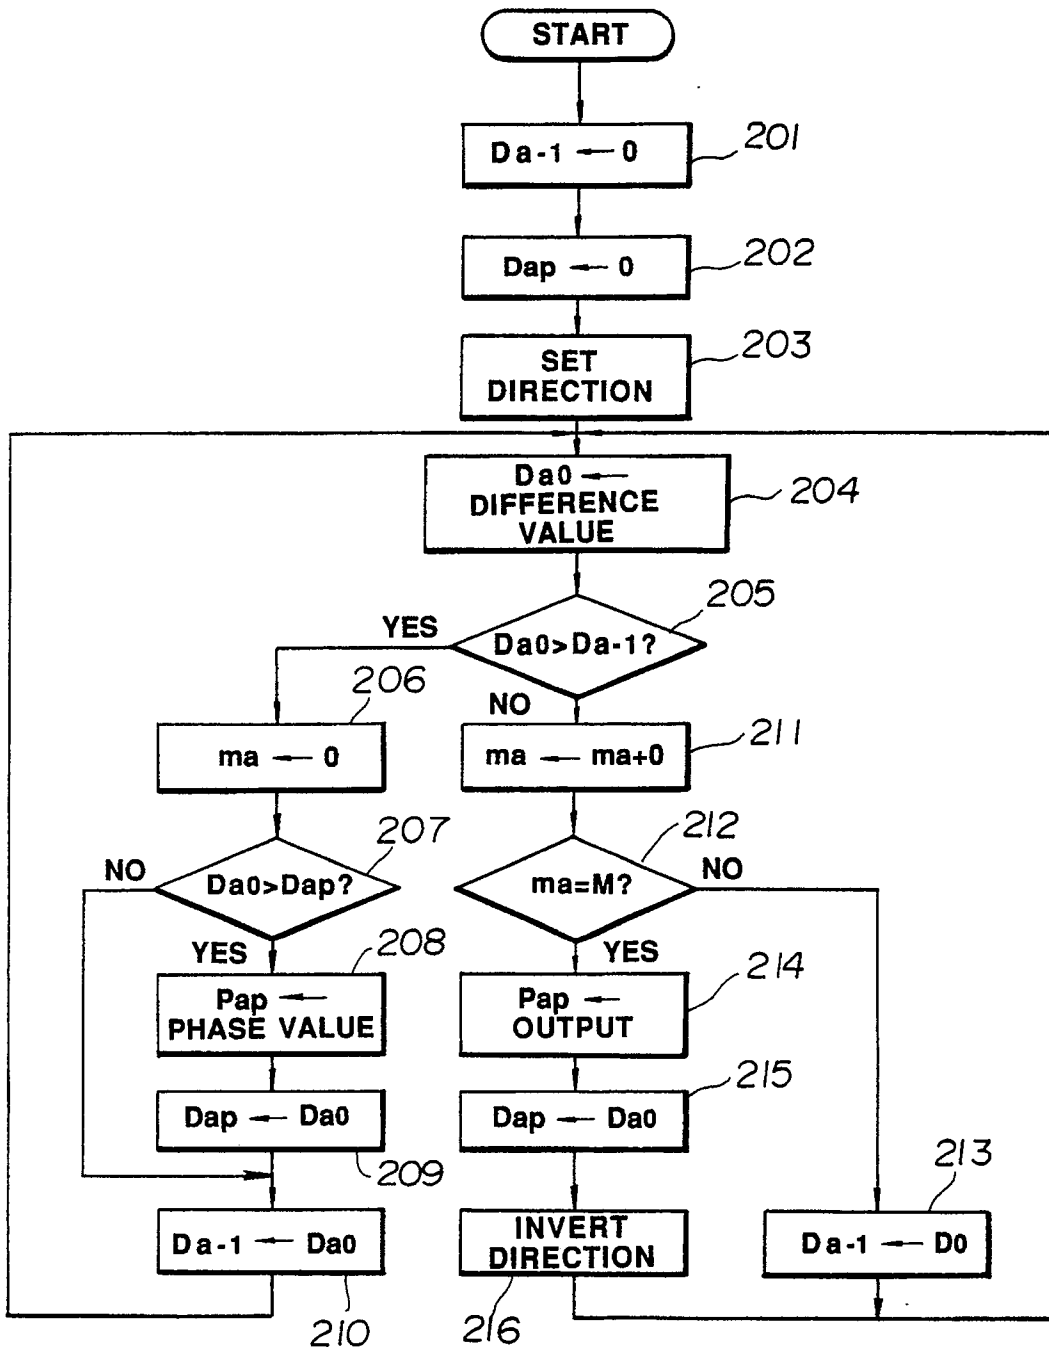 START
Da-1 ← 0
201
Dap ← 0
202
SET
DIRECTION
203
Da0 ←
DIFFERENCE
VALUE
204
205
YES
Da0>Da-1?
NO
206
ma ← 0
ma ← ma+0
211
207
212
NO
Da0>Dap?
ma=M?
NO
YES
208
YES
214
Pap ←
PHASE VALUE
Pap ←
OUTPUT
215
Dap ← Da0
209
Dap ← Da0
213
Da-1 ← Da0
210
INVERT
DIRECTION
216
Da-1 ← D0